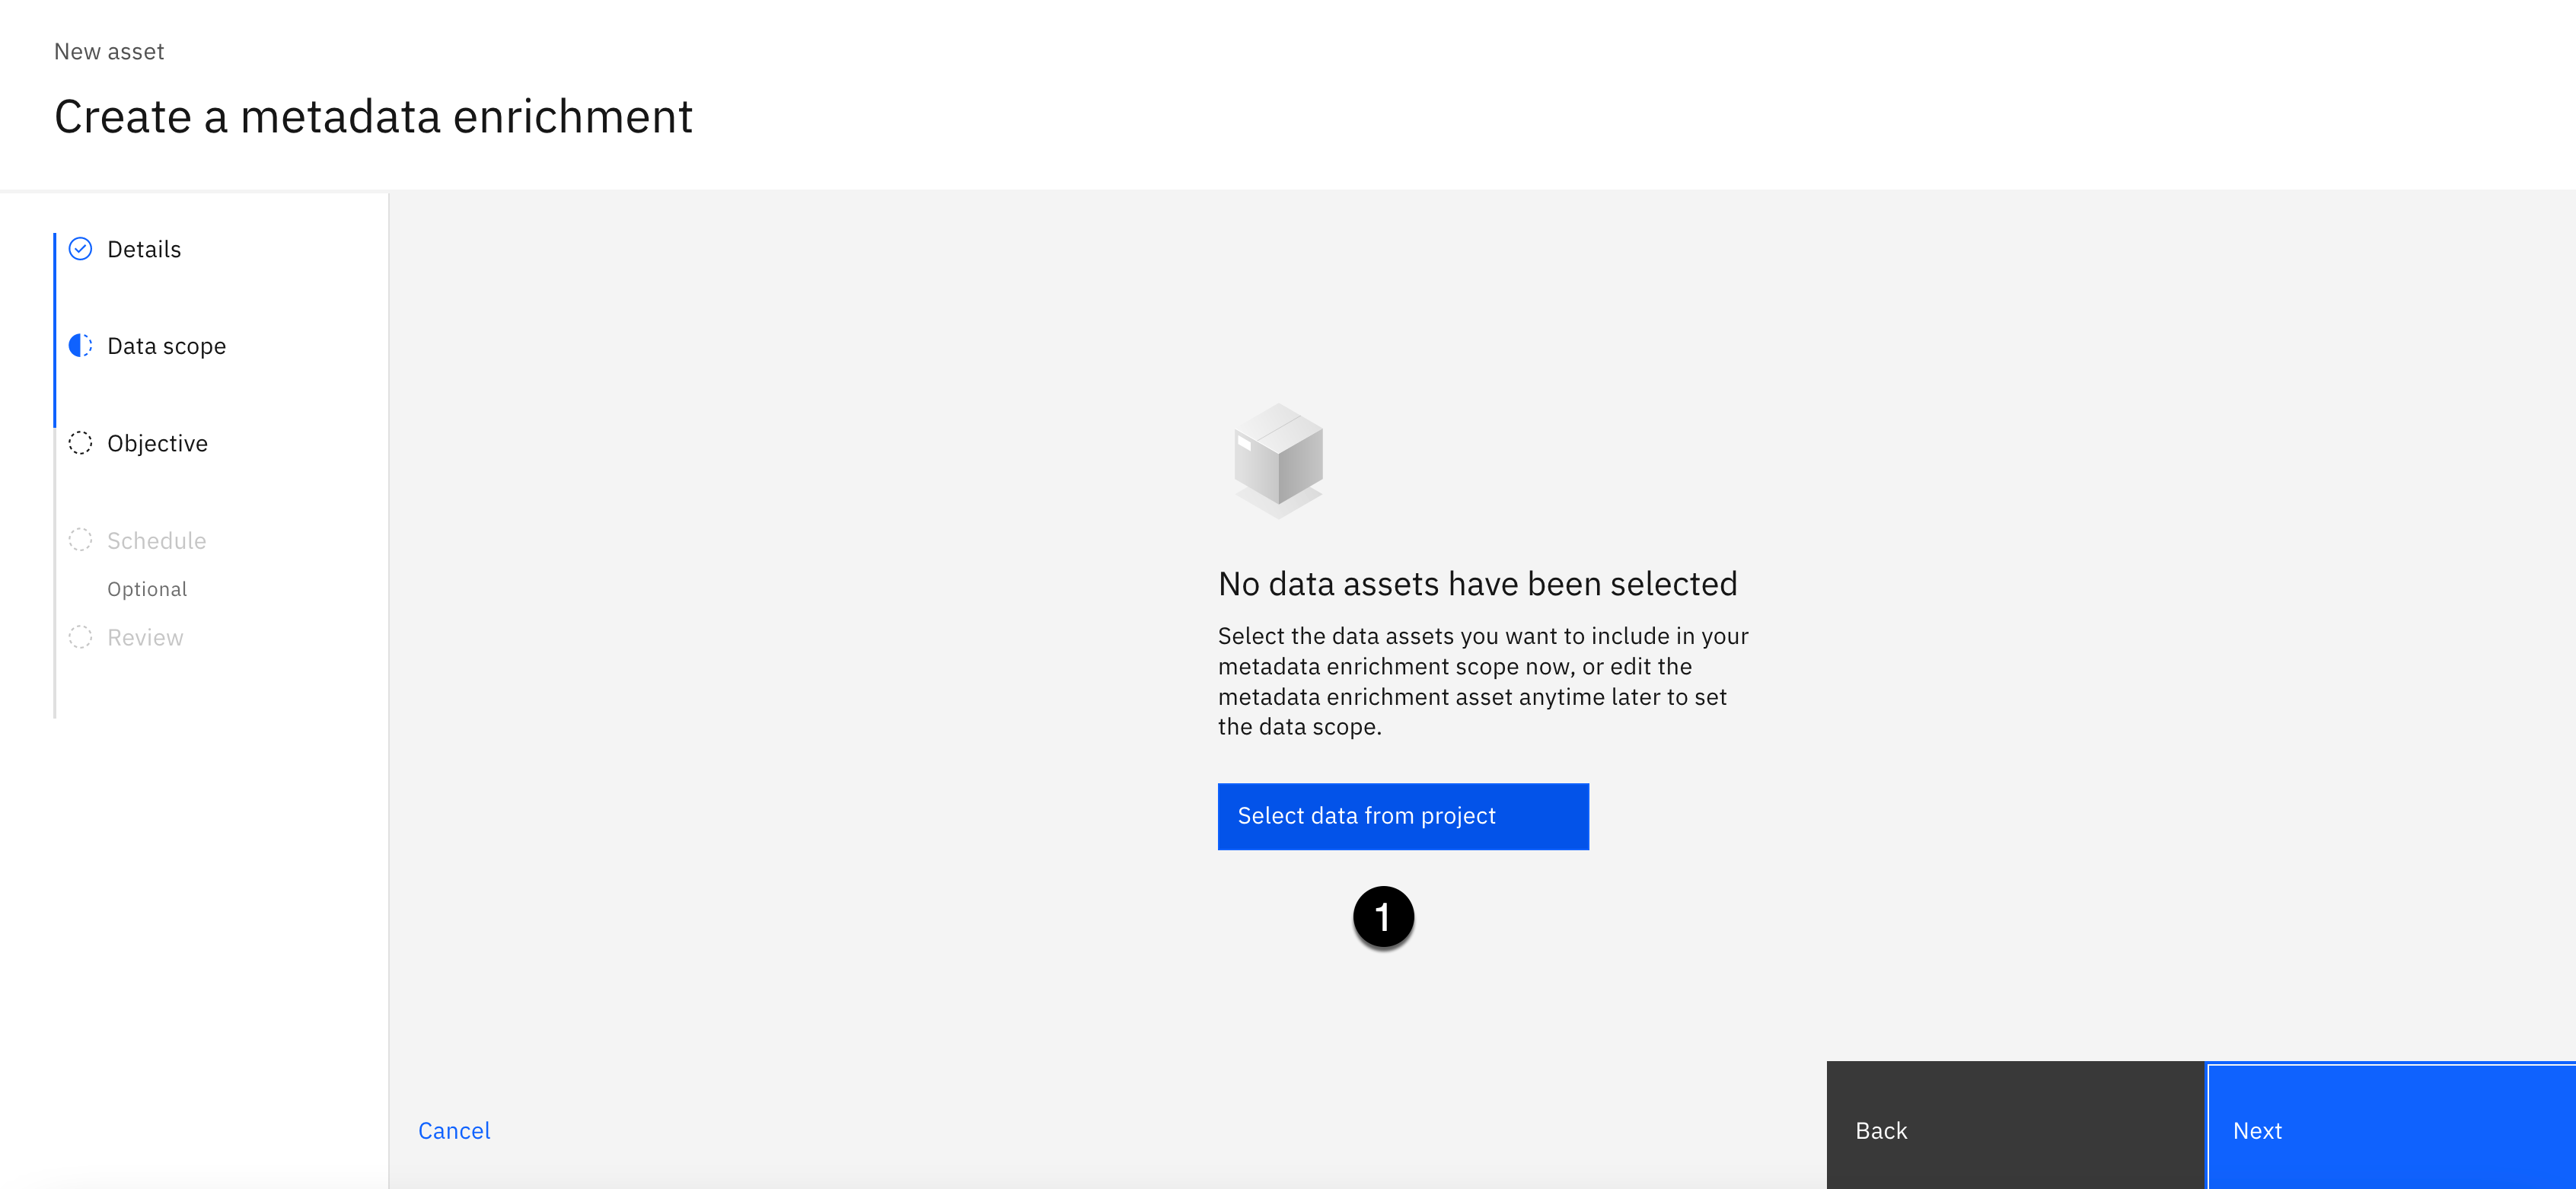 New asset
Create a metadata enrichment
Details
Data scope
Objective
Schedule
Optional
Review
No data assets have been selected
Select the data assets you want to include in your
metadata enrichment scope now, or edit the
metadata enrichment asset anytime later to set
the data scope.
Select data from project
1
Cancel
Back
Next